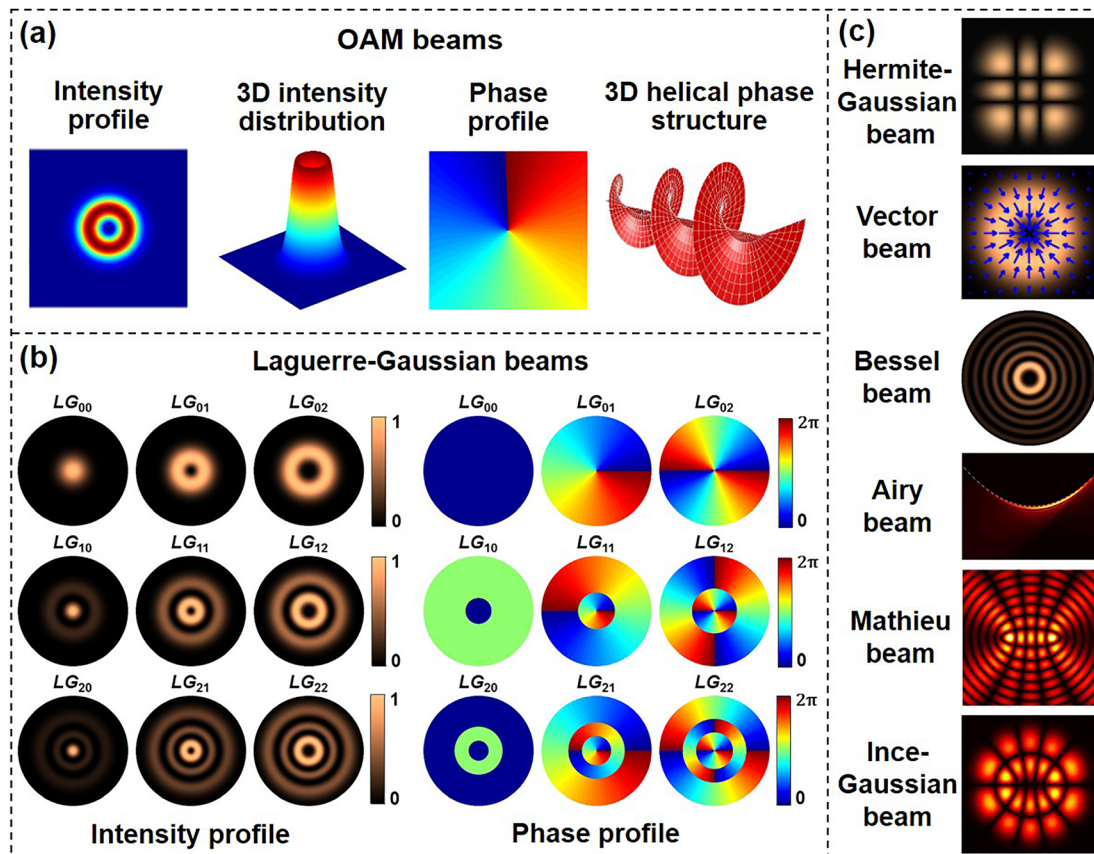 (a)
OAM beams
Intensity
profile
3D intensity
distribution
Phase
profile
3D helical phase
structure
(b)
Laguerre-Gaussian beams
LG00 LG01 LG02
1
0
LG00 LG01 LG02
2π
0
LG10 LG11 LG12
1
0
LG10 LG11 LG12
2π
0
LG20 LG21 LG22
1
0
LG20 LG21 LG22
2π
0
Intensity profile
Phase profile
(c)
Hermite-
Gaussian
beam
Vector
beam
Bessel
beam
Airy
beam
Mathieu
beam
Ince-
Gaussian
beam